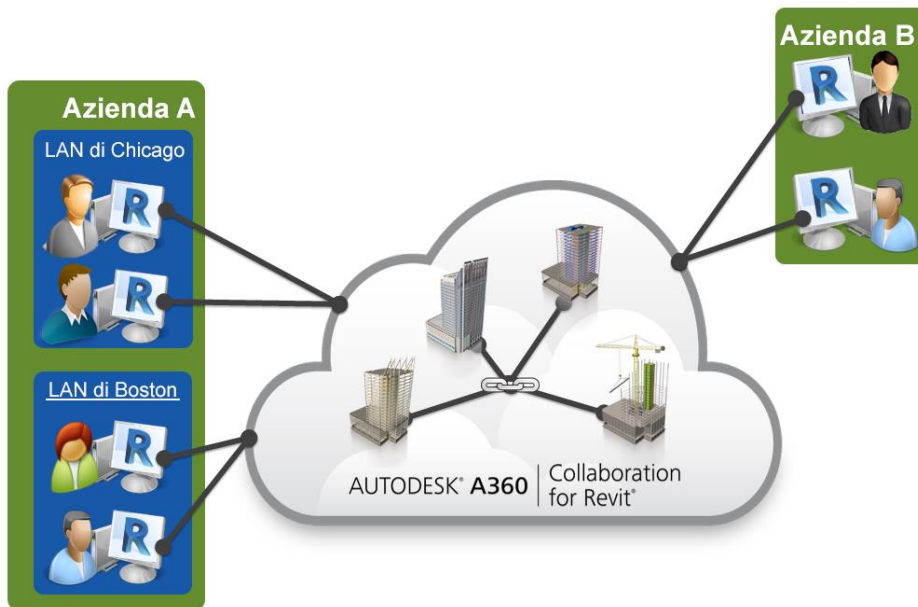 Azienda A
LAN di Chicago
R
R
LAN di Boston
R
R
Azienda B
R
R
AUTODESK® A360
Collaboration
for Revit®